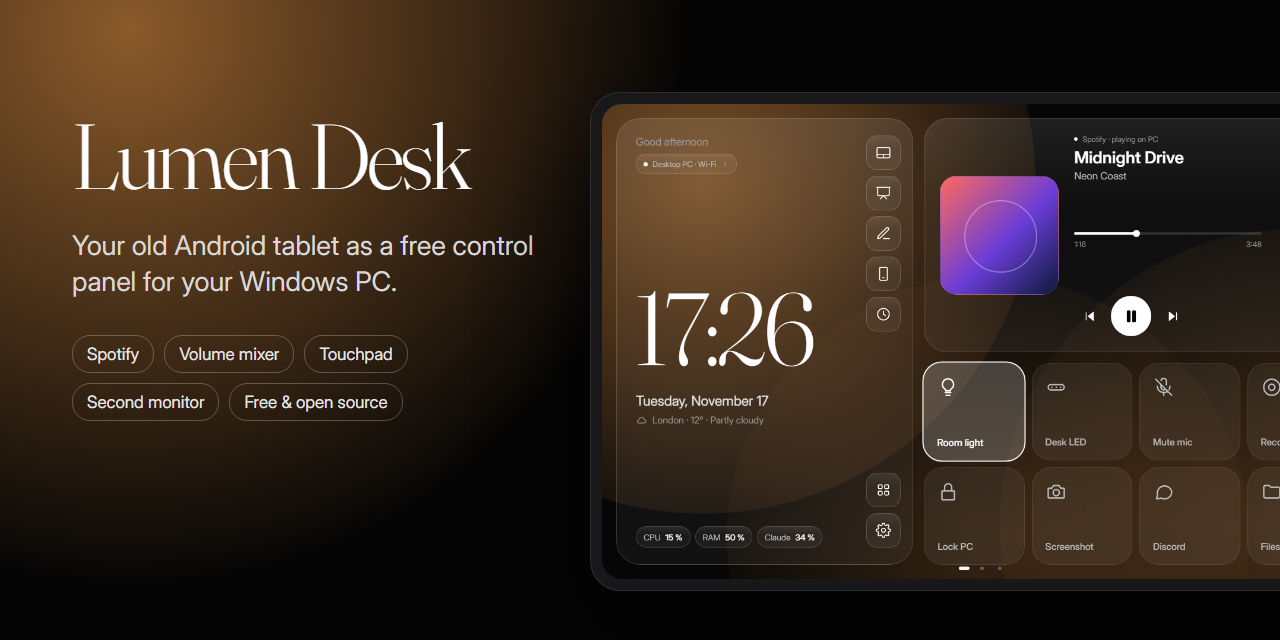 Lumen Desk
Your old Android tablet as a free control
panel for your Windows PC.
Spotify
Volume mixer
Touchpad
Second monitor
Free & open source
Good afternoon
Desktop PC · Wi-Fi
17:26
Tuesday, November 17
London · 12° · Partly cloudy
CPU 15 %
RAM 50 %
Claude 34 %
Spotify · playing on PC
Midnight Drive
Neon Coast
1:16
3:48
Room light
Desk LED
Mute mic
Reco
Lock PC
Screenshot
Discord
Files